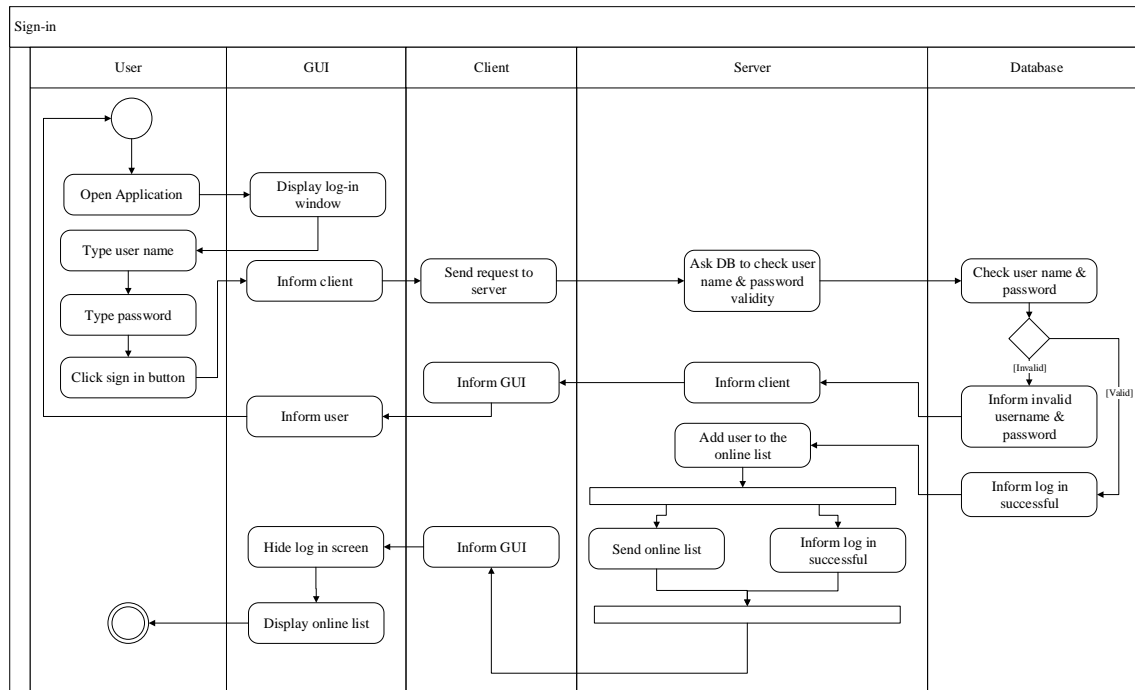 Sign-in
User
GUI
Client
Server
Database
Open Application
Display log-in
window
Type user name
Inform client
Send request to
server
Ask DB to check user
name & password
validity
Check user name &
password
Type password
Click sign in button
[Invalid]
[Valid]
Inform GUI
Inform client
Inform invalid
username &
password
Inform user
Add user to the
online list
Inform log in
successful
Hide log in screen
Inform GUI
Send online list
Inform log in
successful
Display online list